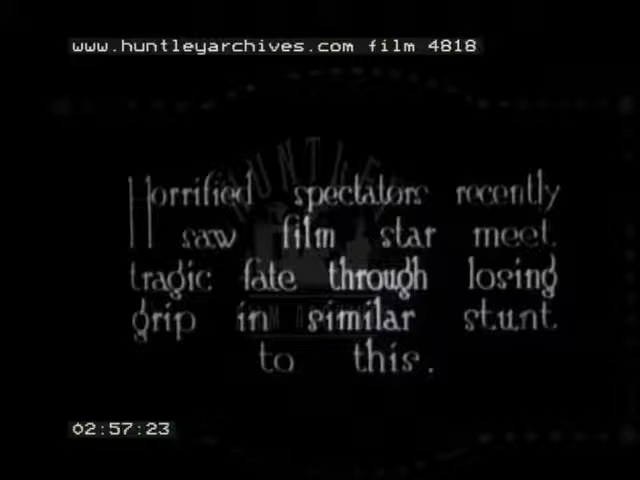 www.huntleyarchives.com film 4818
HUNTLEY
Horrified spectators recently
saw film star meet
tragic fate through losing
grip in similar stunt
to this.
02:57:23